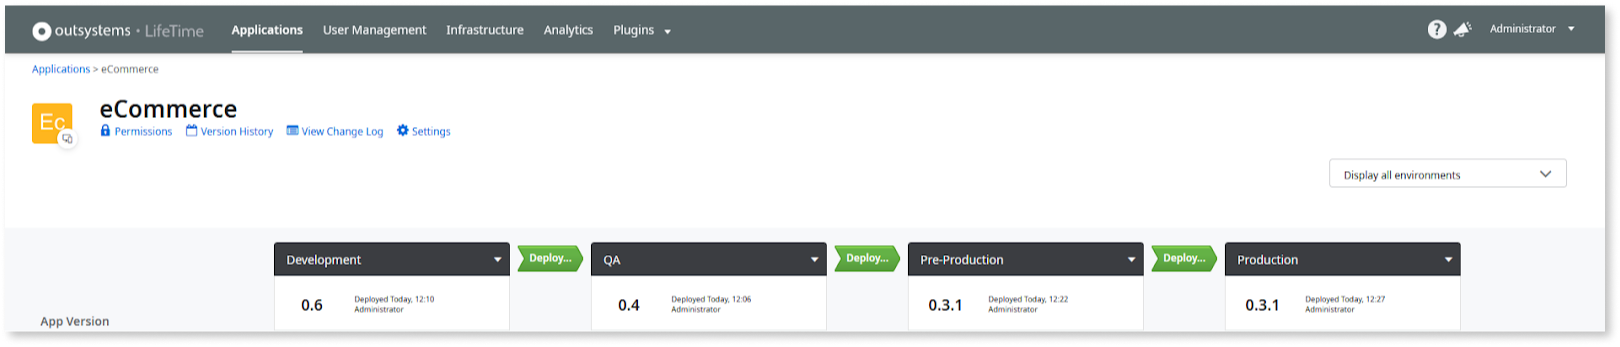 outsystems · LifeTime Applications User Management Infrastructure Analytics Plugins ? Administrator
Applications > eCommerce
Ec
eCommerce
Permissions Version History View Change Log Settings
Display all environments
Development Deploy... QA Deploy... Pre-Production Deploy... Production
App Version
0.6 Deployed Today, 12:10
Administrator
0.4 Deployed Today, 12:06
Administrator
0.3.1 Deployed Today, 12:22
Administrator
0.3.1 Deployed Today, 12:27
Administrator